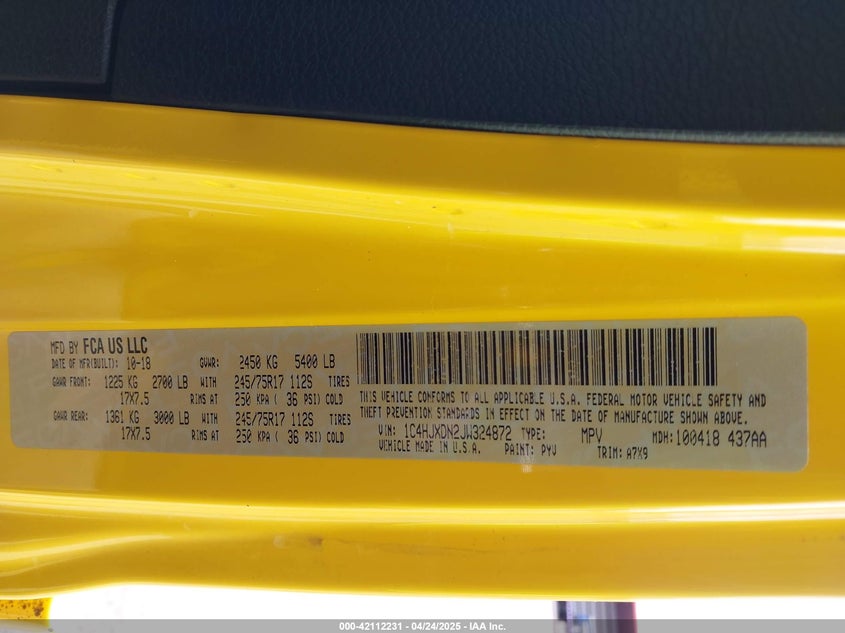 MFD BY FCA US LLC
DATE OF MFR(BUILT): 10-18 GVWR: 2450 KG 5400 LB
GAWR FRONT: 1225 KG 2700 LB WITH 245/75R17 112S TIRES
17X7.5 RIMS AT 250 KPA ( 36 PSI) COLD
GAWR REAR: 1361 KG 3000 LB WITH 245/75R17 112S TIRES
17X7.5 RIMS AT 250 KPA ( 36 PSI) COLD
THIS VEHICLE CONFORMS TO ALL APPLICABLE U.S.A. FEDERAL MOTOR VEHICLE SAFETY AND
THEFT PREVENTION STANDARDS IN EFFECT ON THE DATE OF MANUFACTURE SHOWN ABOVE.
VIN: 1C4HJXDN2JW324872 TYPE: MPV MDH:100418 437AA
VEHICLE MADE IN U.S.A. PAINT: PYV TRIM: A7X9
000-42112231 - 04/24/2025 - IAA Inc.